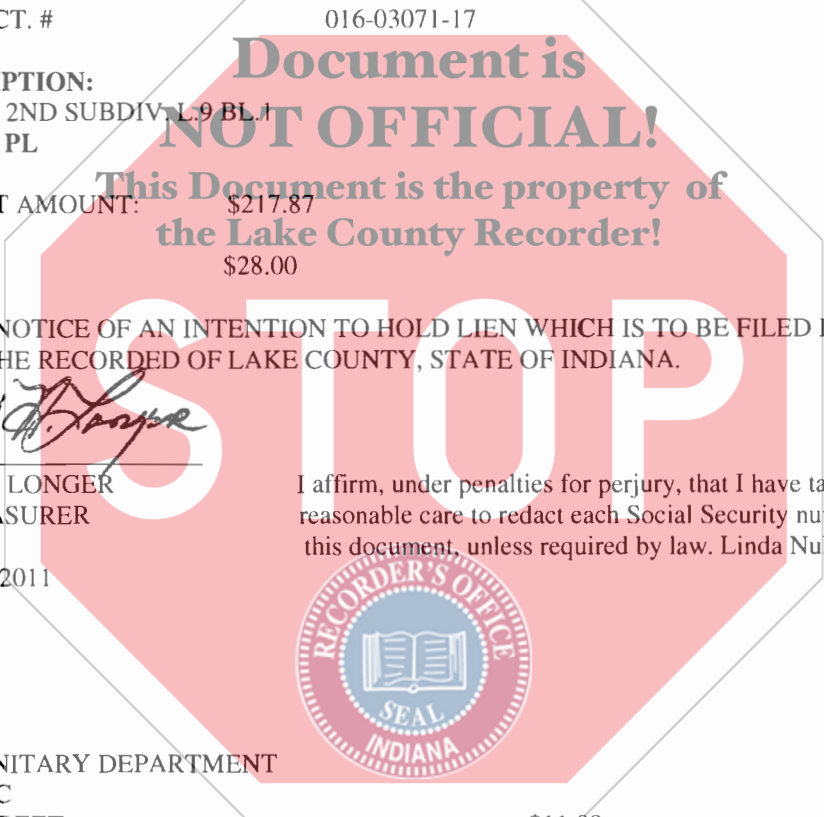 CT. # 016-03071-17
Document is
PTION:
2ND SUBDIV. L.9 BL.1
NOT OFFICIAL!
PL
This Document is the property of
T AMOUNT: $217.87
the Lake County Recorder!
$28.00
STOP
NOTICE OF AN INTENTION TO HOLD LIEN WHICH IS TO BE FILED
HE RECORDED OF LAKE COUNTY, STATE OF INDIANA.
LONGER I affirm, under penalties for perjury, that I have ta
ASURER reasonable care to redact each Social Security nu
this document, unless required by law. Linda Nu
2011
RECORDER'S OFFICE
SEAL
INDIANA
NITARY DEPARTMENT
C